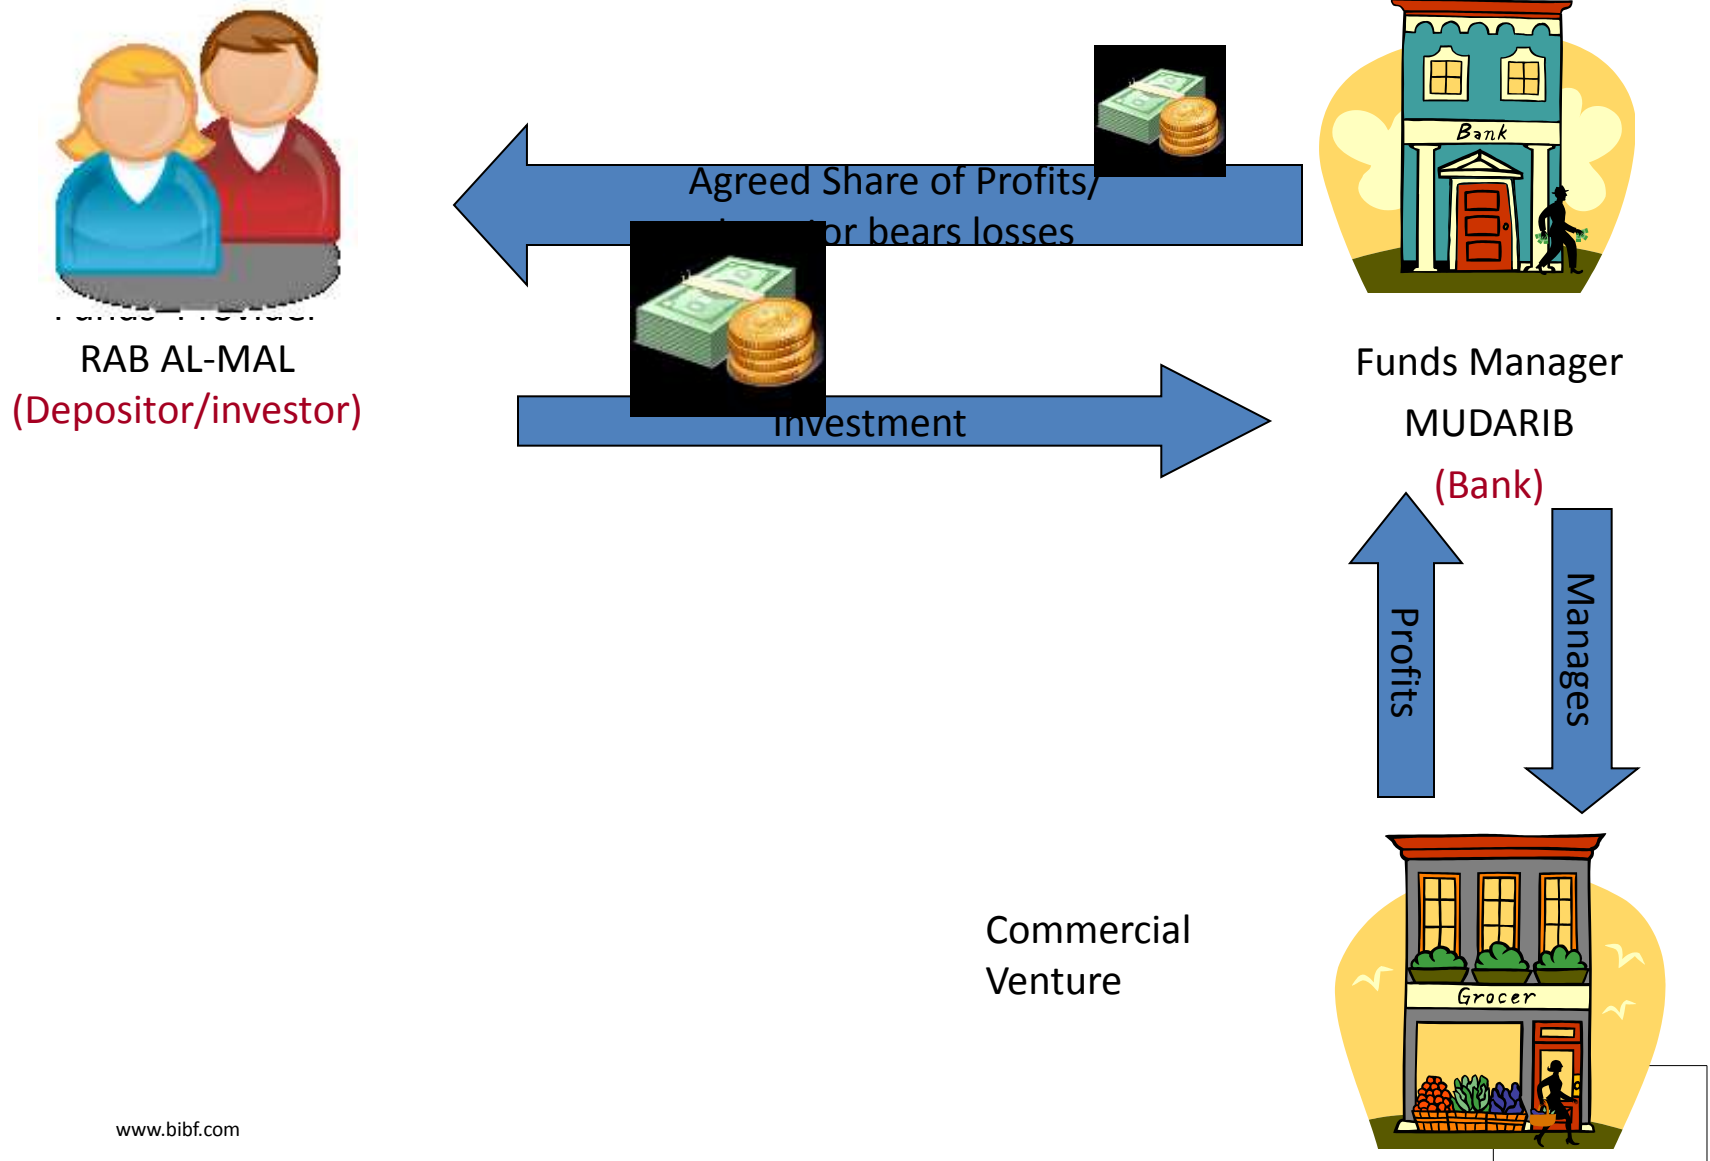 Agreed Share of Profits/
or bears losses
Bank
Provider
RAB AL-MAL
(Depositor/investor)
Investment
Funds Manager
MUDARIB
(Bank)
Profits
Manages
Commercial
Venture
Grocer
www.bibf.com